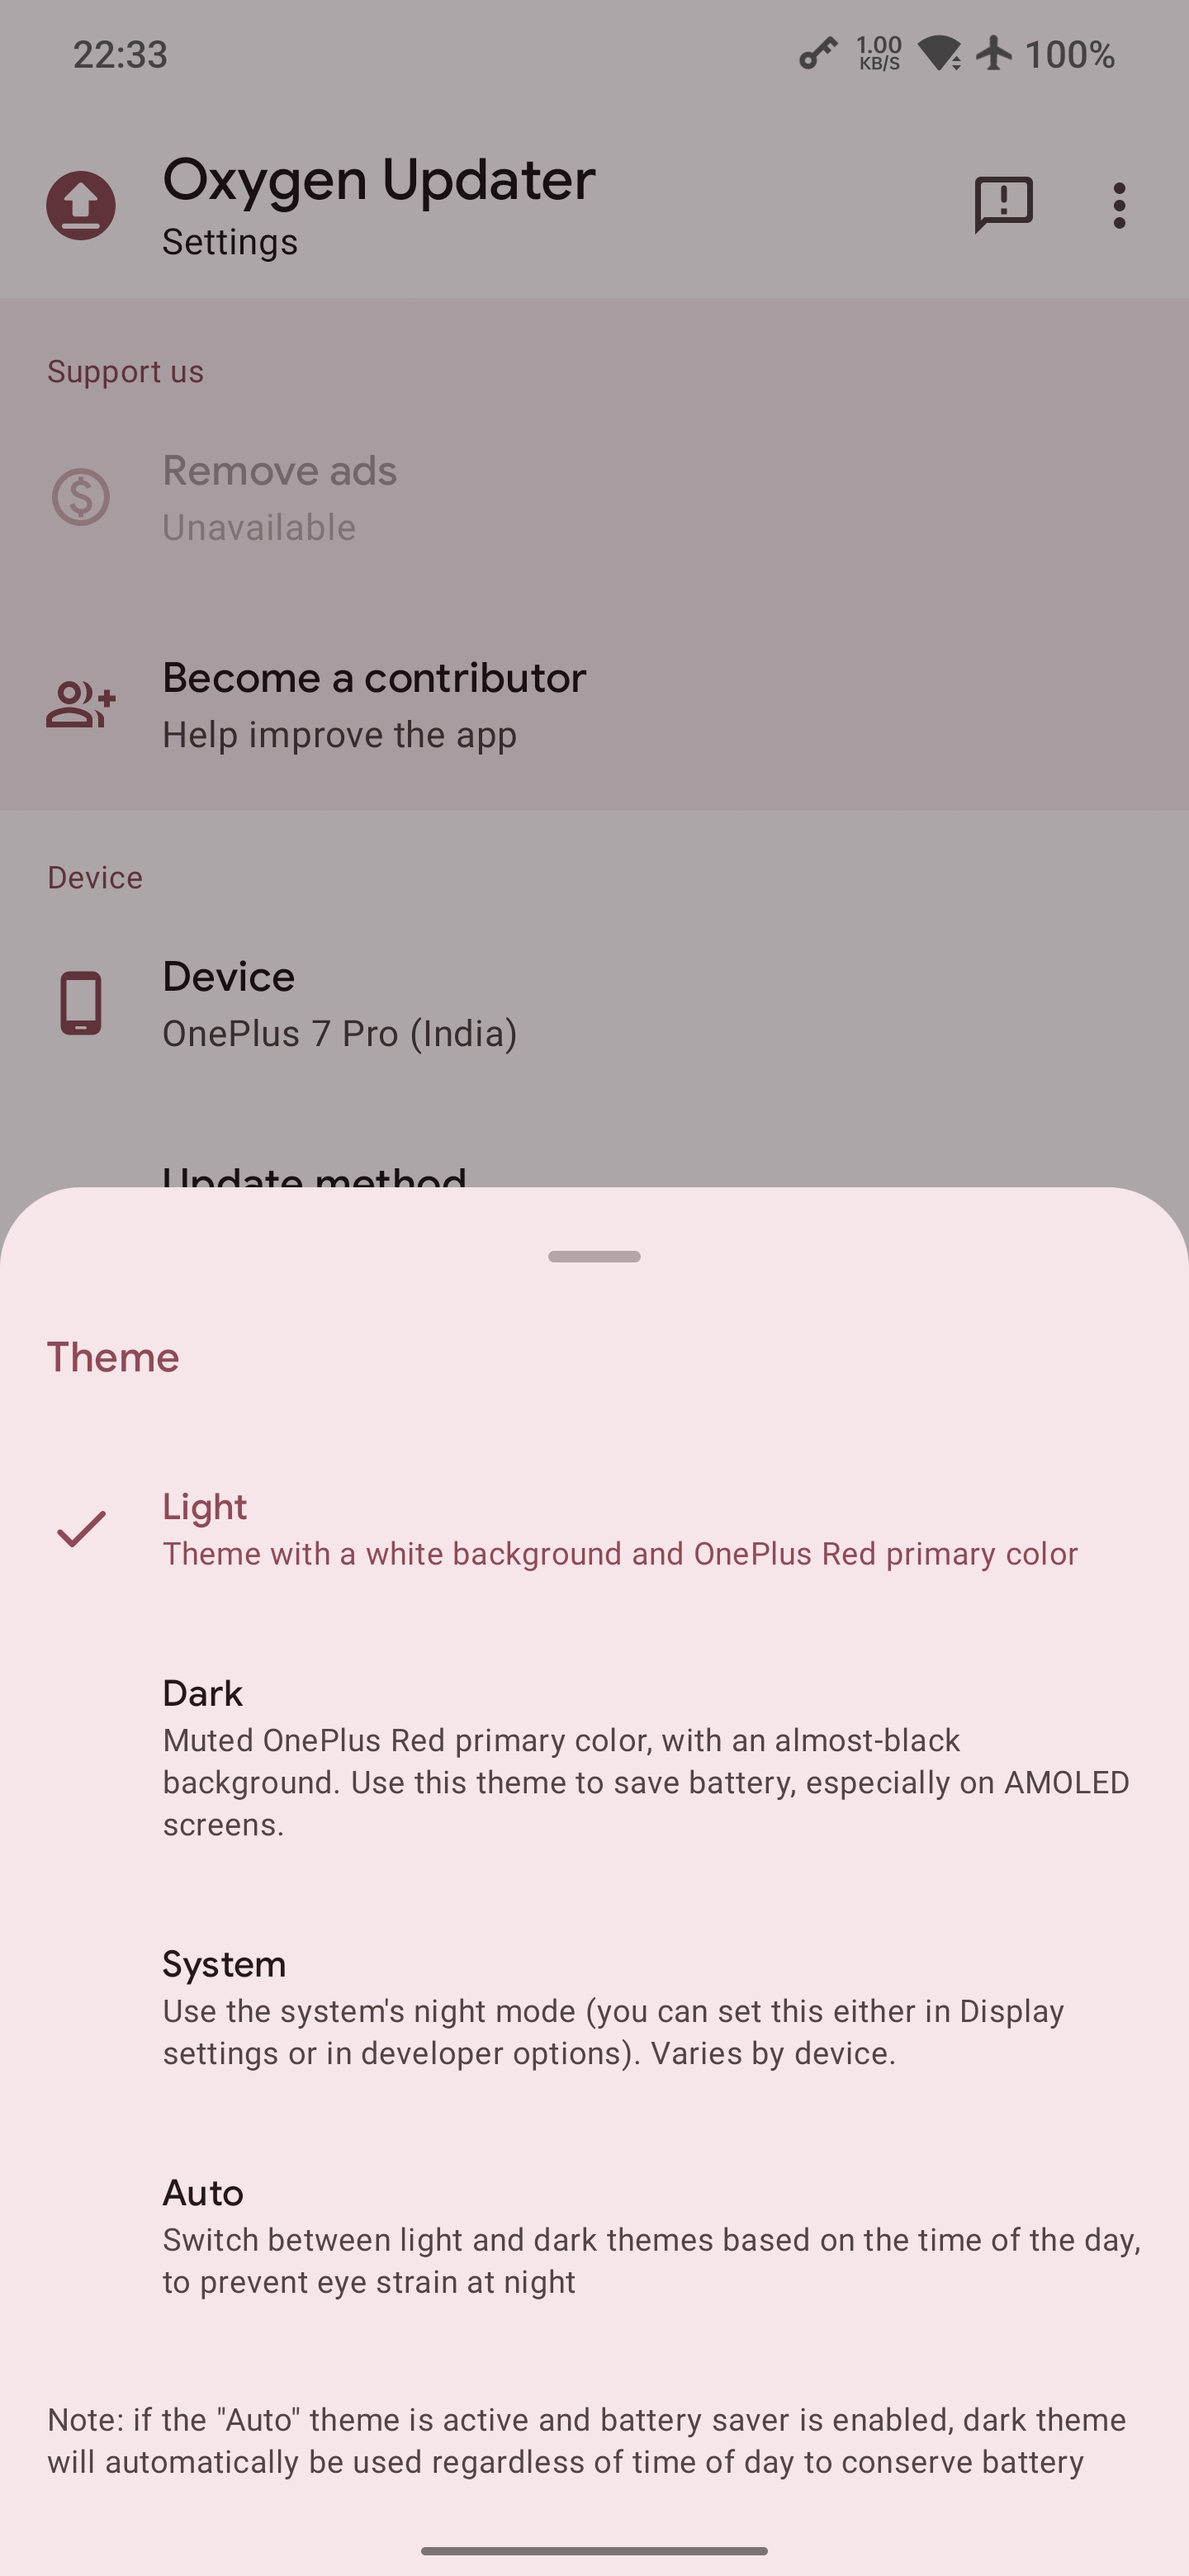 22:33
1.00
KB/S
100%
Oxygen Updater
Settings
Support us
Remove ads
Unavailable
Become a contributor
Help improve the app
Device
Device
OnePlus 7 Pro (India)
Update method
Theme
Light
Theme with a white background and OnePlus Red primary color
Dark
Muted OnePlus Red primary color, with an almost-black
background. Use this theme to save battery, especially on AMOLED
screens.
System
Use the system's night mode (you can set this either in Display
settings or in developer options). Varies by device.
Auto
Switch between light and dark themes based on the time of the day,
to prevent eye strain at night
Note: if the "Auto" theme is active and battery saver is enabled, dark theme
will automatically be used regardless of time of day to conserve battery